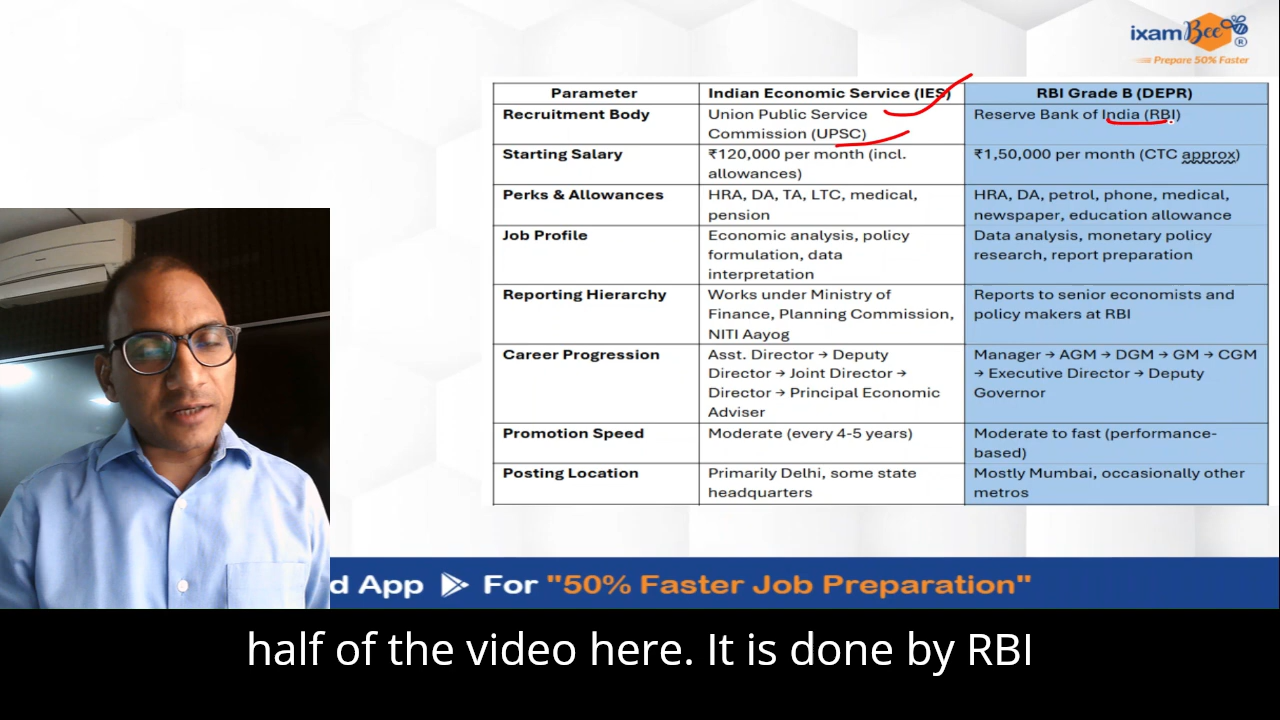 ixamBee
Prepare 50% Faster
Parameter
Indian Economic Service (IES)
RBI Grade B (DEPR)
Recruitment Body
Union Public Service
Commission (UPSC)
Reserve Bank of India (RBI)
Starting Salary
₹120,000 per month (incl.
allowances)
₹1,50,000 per month (CTC approx)
Perks & Allowances
HRA, DA, TA, LTC, medical,
pension
HRA, DA, petrol, phone, medical,
newspaper, education allowance
Job Profile
Economic analysis, policy
formulation, data
interpretation
Data analysis, monetary policy
research, report preparation
Reporting Hierarchy
Works under Ministry of
Finance, Planning Commission,
NITI Aayog
Reports to senior economists and
policy makers at RBI
Career Progression
Asst. Director → Deputy
Director → Joint Director →
Director → Principal Economic
Adviser
Manager → AGM → DGM → GM → CGM
→ Executive Director → Deputy
Governor
Promotion Speed
Moderate (every 4-5 years)
Moderate to fast (performance-
based)
Posting Location
Primarily Delhi, some state
headquarters
Mostly Mumbai, occasionally other
metros
d App For "50% Faster Job Preparation"
half of the video here. It is done by RBI